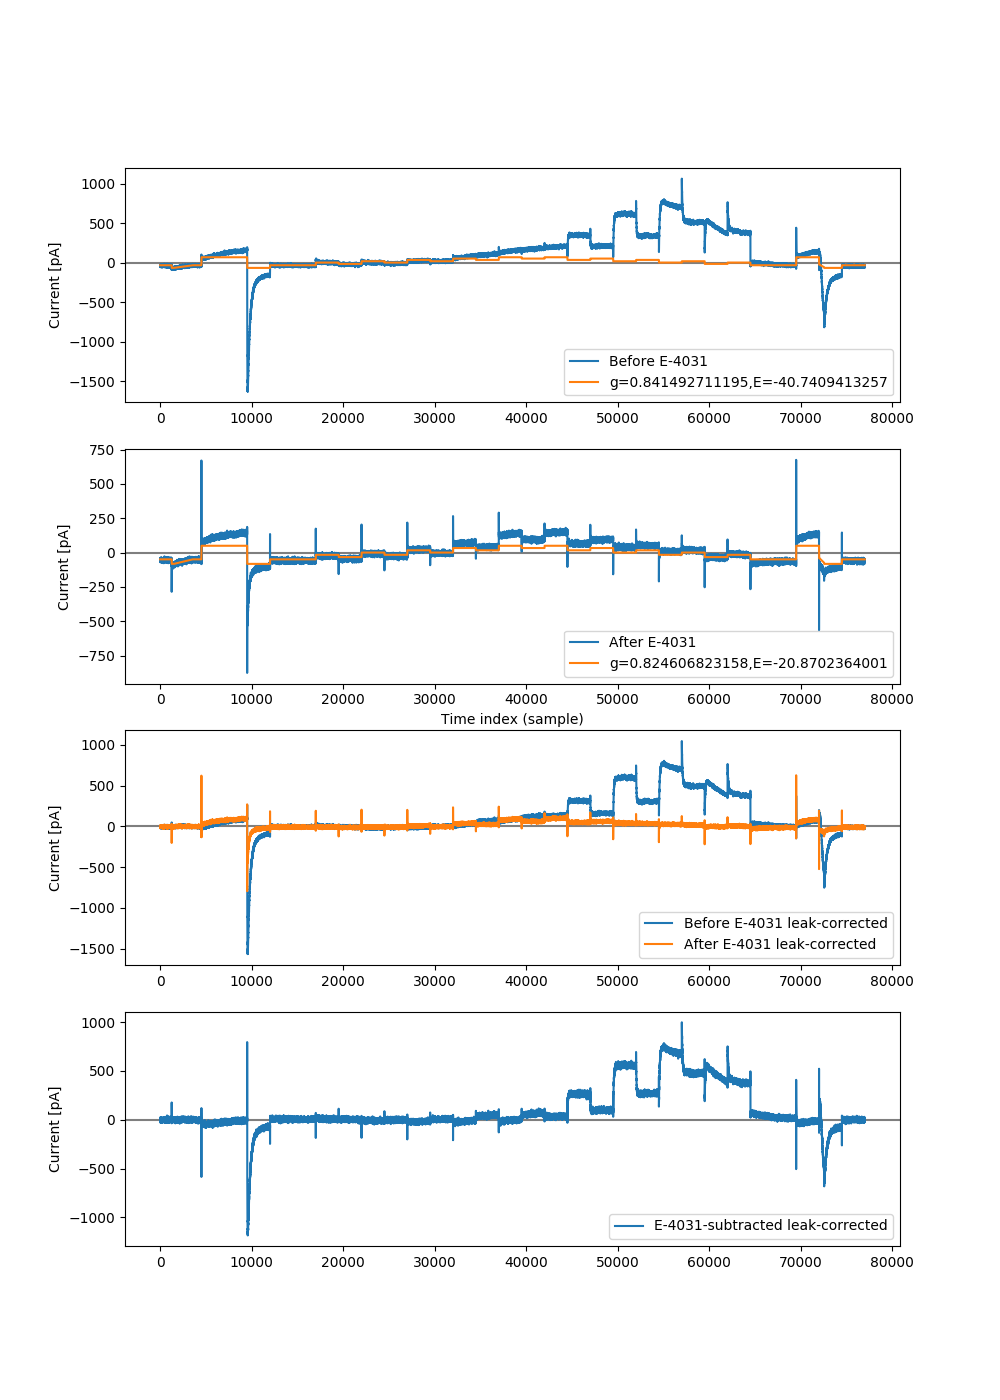 1000
500
0
−500
−1000
−1500
Current [pA]
0 10000 20000 30000 40000 50000 60000 70000 80000
Before E-4031
g=0.841492711195,E=-40.7409413257
750
500
250
0
−250
−500
−750
Current [pA]
0 10000 20000 30000 40000 50000 60000 70000 80000
After E-4031
g=0.824606823158,E=-20.8702364001
Time index (sample)
1000
500
0
−500
−1000
−1500
Current [pA]
0 10000 20000 30000 40000 50000 60000 70000 80000
Before E-4031 leak-corrected
After E-4031 leak-corrected
1000
500
0
−500
−1000
Current [pA]
0 10000 20000 30000 40000 50000 60000 70000 80000
E-4031-subtracted leak-corrected